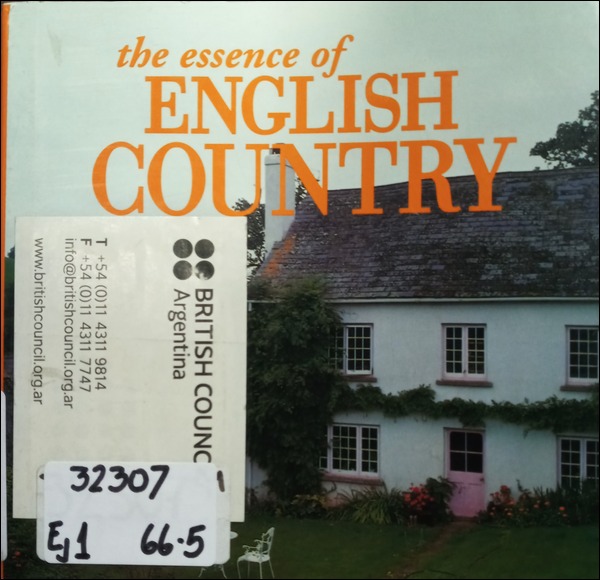 the essence of
ENGLISH
COUNTRY
BRITISH COUNC
Argentina
T +54 (0)11 4311 9814
F +54 (0)11 4311 7747
info@britishcouncil.org.ar
www.britishcouncil.org.ar
32307
Ej1 66.5